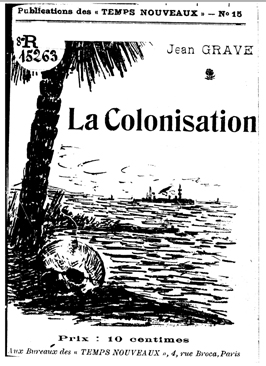 Publications des « TEMPS NOUVEAUX » — No 15
8° R
15263
Jean GRAVE
La Colonisation
Prix : 10 centimes
Aux Bureaux des « TEMPS NOUVEAUX », 4, rue Broca, Paris